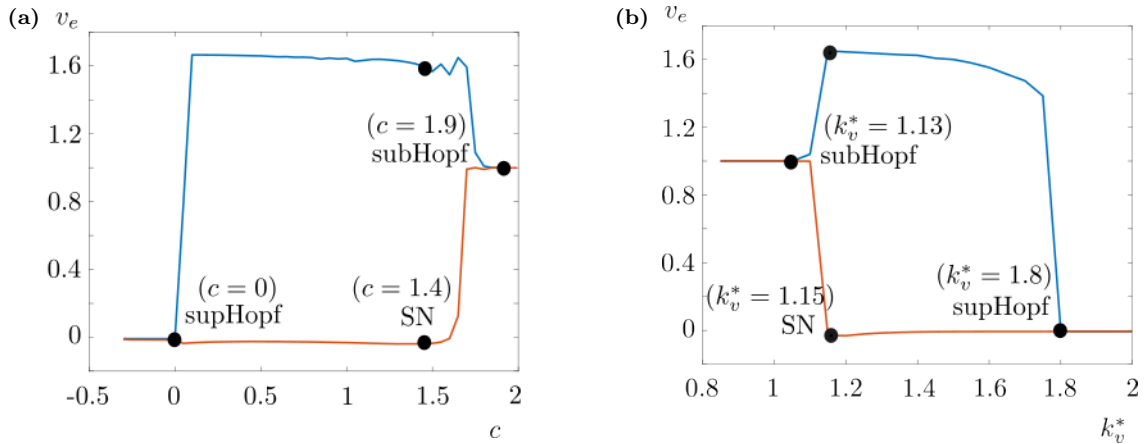 (a)
v_e
1.6
1.2
0.8
0.4
0
(c = 1.9)
subHopf
(c = 0)
supHopf
(c = 1.4)
SN
-0.5 0 0.5 1 1.5 2
c
(b)
v_e
1.6
1.2
0.8
0.4
0
(k_v^* = 1.13)
subHopf
(k_v^* = 1.15)
SN
(k_v^* = 1.8)
supHopf
0.8 1 1.2 1.4 1.6 1.8 2
k_v^*